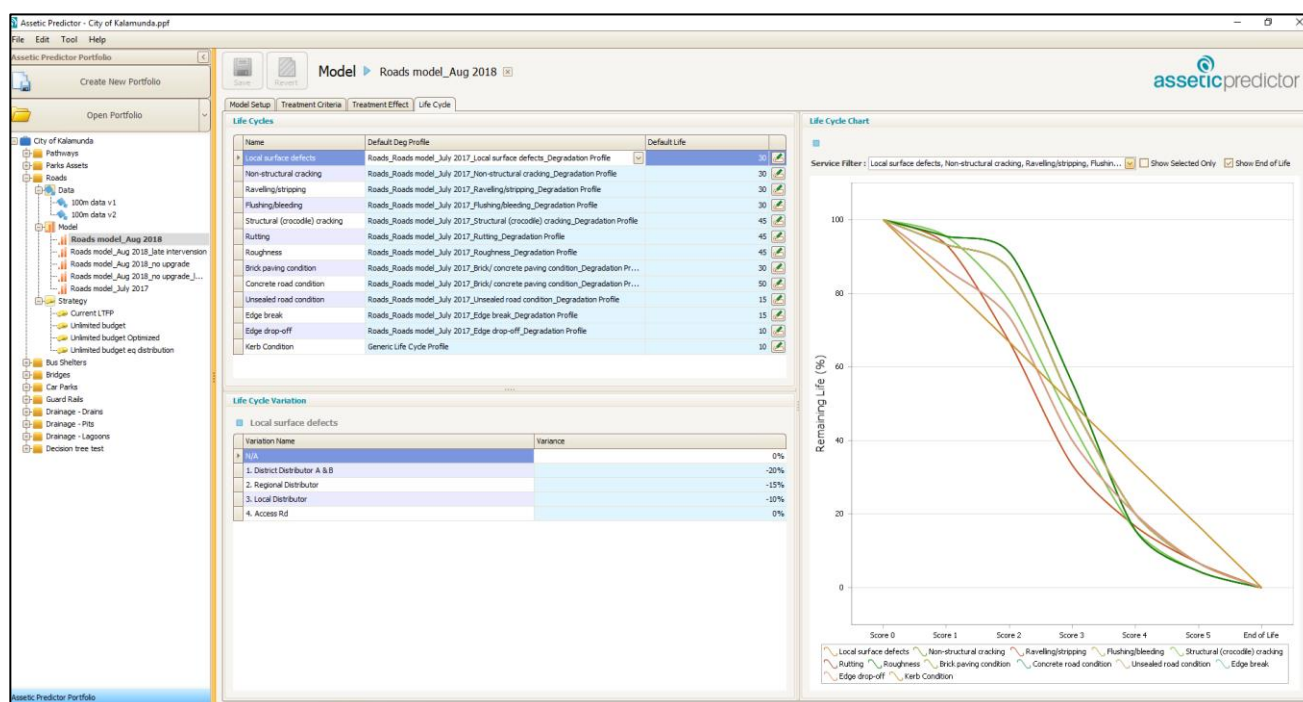 Assetic Predictor - City of Kalamunda.ppf
File Edit Tool Help
Assetic Predictor Portfolio
Create New Portfolio
Open Portfolio
City of Kalamunda
Pathways
Parks Assets
Roads
Data
100m data v1
100m data v2
Model
Roads model_Aug 2018
Roads model_Aug 2018_late intervension
Roads model_Aug 2018_no upgrade
Roads model_Aug 2018_no upgrade_l...
Roads model_July 2017
Strategy
Current LTFP
Unlimited budget
Unlimited budget Optimized
Unlimited budget eq distribution
Bus Shelters
Bridges
Car Parks
Guard Rails
Drainage - Drains
Drainage - Pits
Drainage - Lagoons
Decision tree test
Assetic Predictor Portfolio
Save Revert
Model Roads model_Aug 2018
asseticpredictor
Model Setup Treatment Criteria Treatment Effect Life Cycle
Life Cycles
Name Default Deg Profile Default Life
Local surface defects Roads_Roads model_July 2017_Local surface defects_Degradation Profile 30
Non-structural cracking Roads_Roads model_July 2017_Non-structural cracking_Degradation Profile 30
Ravelling/stripping Roads_Roads model_July 2017_Ravelling/stripping_Degradation Profile 30
Flushing/bleeding Roads_Roads model_July 2017_Flushing/bleeding_Degradation Profile 30
Structural (crocodile) cracking Roads_Roads model_July 2017_Structural (crocodile) cracking_Degradation Profile 45
Rutting Roads_Roads model_July 2017_Rutting_Degradation Profile 45
Roughness Roads_Roads model_July 2017_Roughness_Degradation Profile 45
Brick paving condition Roads_Roads model_July 2017_Brick/ concrete paving condition_Degradation Pr... 30
Concrete road condition Roads_Roads model_July 2017_Brick/ concrete paving condition_Degradation Pr... 50
Unsealed road condition Roads_Roads model_July 2017_Unsealed road condition_Degradation Profile 15
Edge break Roads_Roads model_July 2017_Edge break_Degradation Profile 15
Edge drop-off Roads_Roads model_July 2017_Edge drop-off_Degradation Profile 10
Kerb Condition Generic Life Cycle Profile 10
Life Cycle Variation
Local surface defects
Variation Name Variance
N/A 0%
1. District Distributor A & B -20%
2. Regional Distributor -15%
3. Local Distributor -10%
4. Access Rd 0%
Life Cycle Chart
Service Filter : Local surface defects, Non-structural cracking, Ravelling/stripping, Flushin... Show Selected Only Show End of Life
Remaining Life (%)
100
80
60
40
20
0
Score 0 Score 1 Score 2 Score 3 Score 4 Score 5 End of Life
Local surface defects Non-structural cracking Ravelling/stripping Flushing/bleeding Structural (crocodile) cracking
Rutting Roughness Brick paving condition Concrete road condition Unsealed road condition Edge break
Edge drop-off Kerb Condition